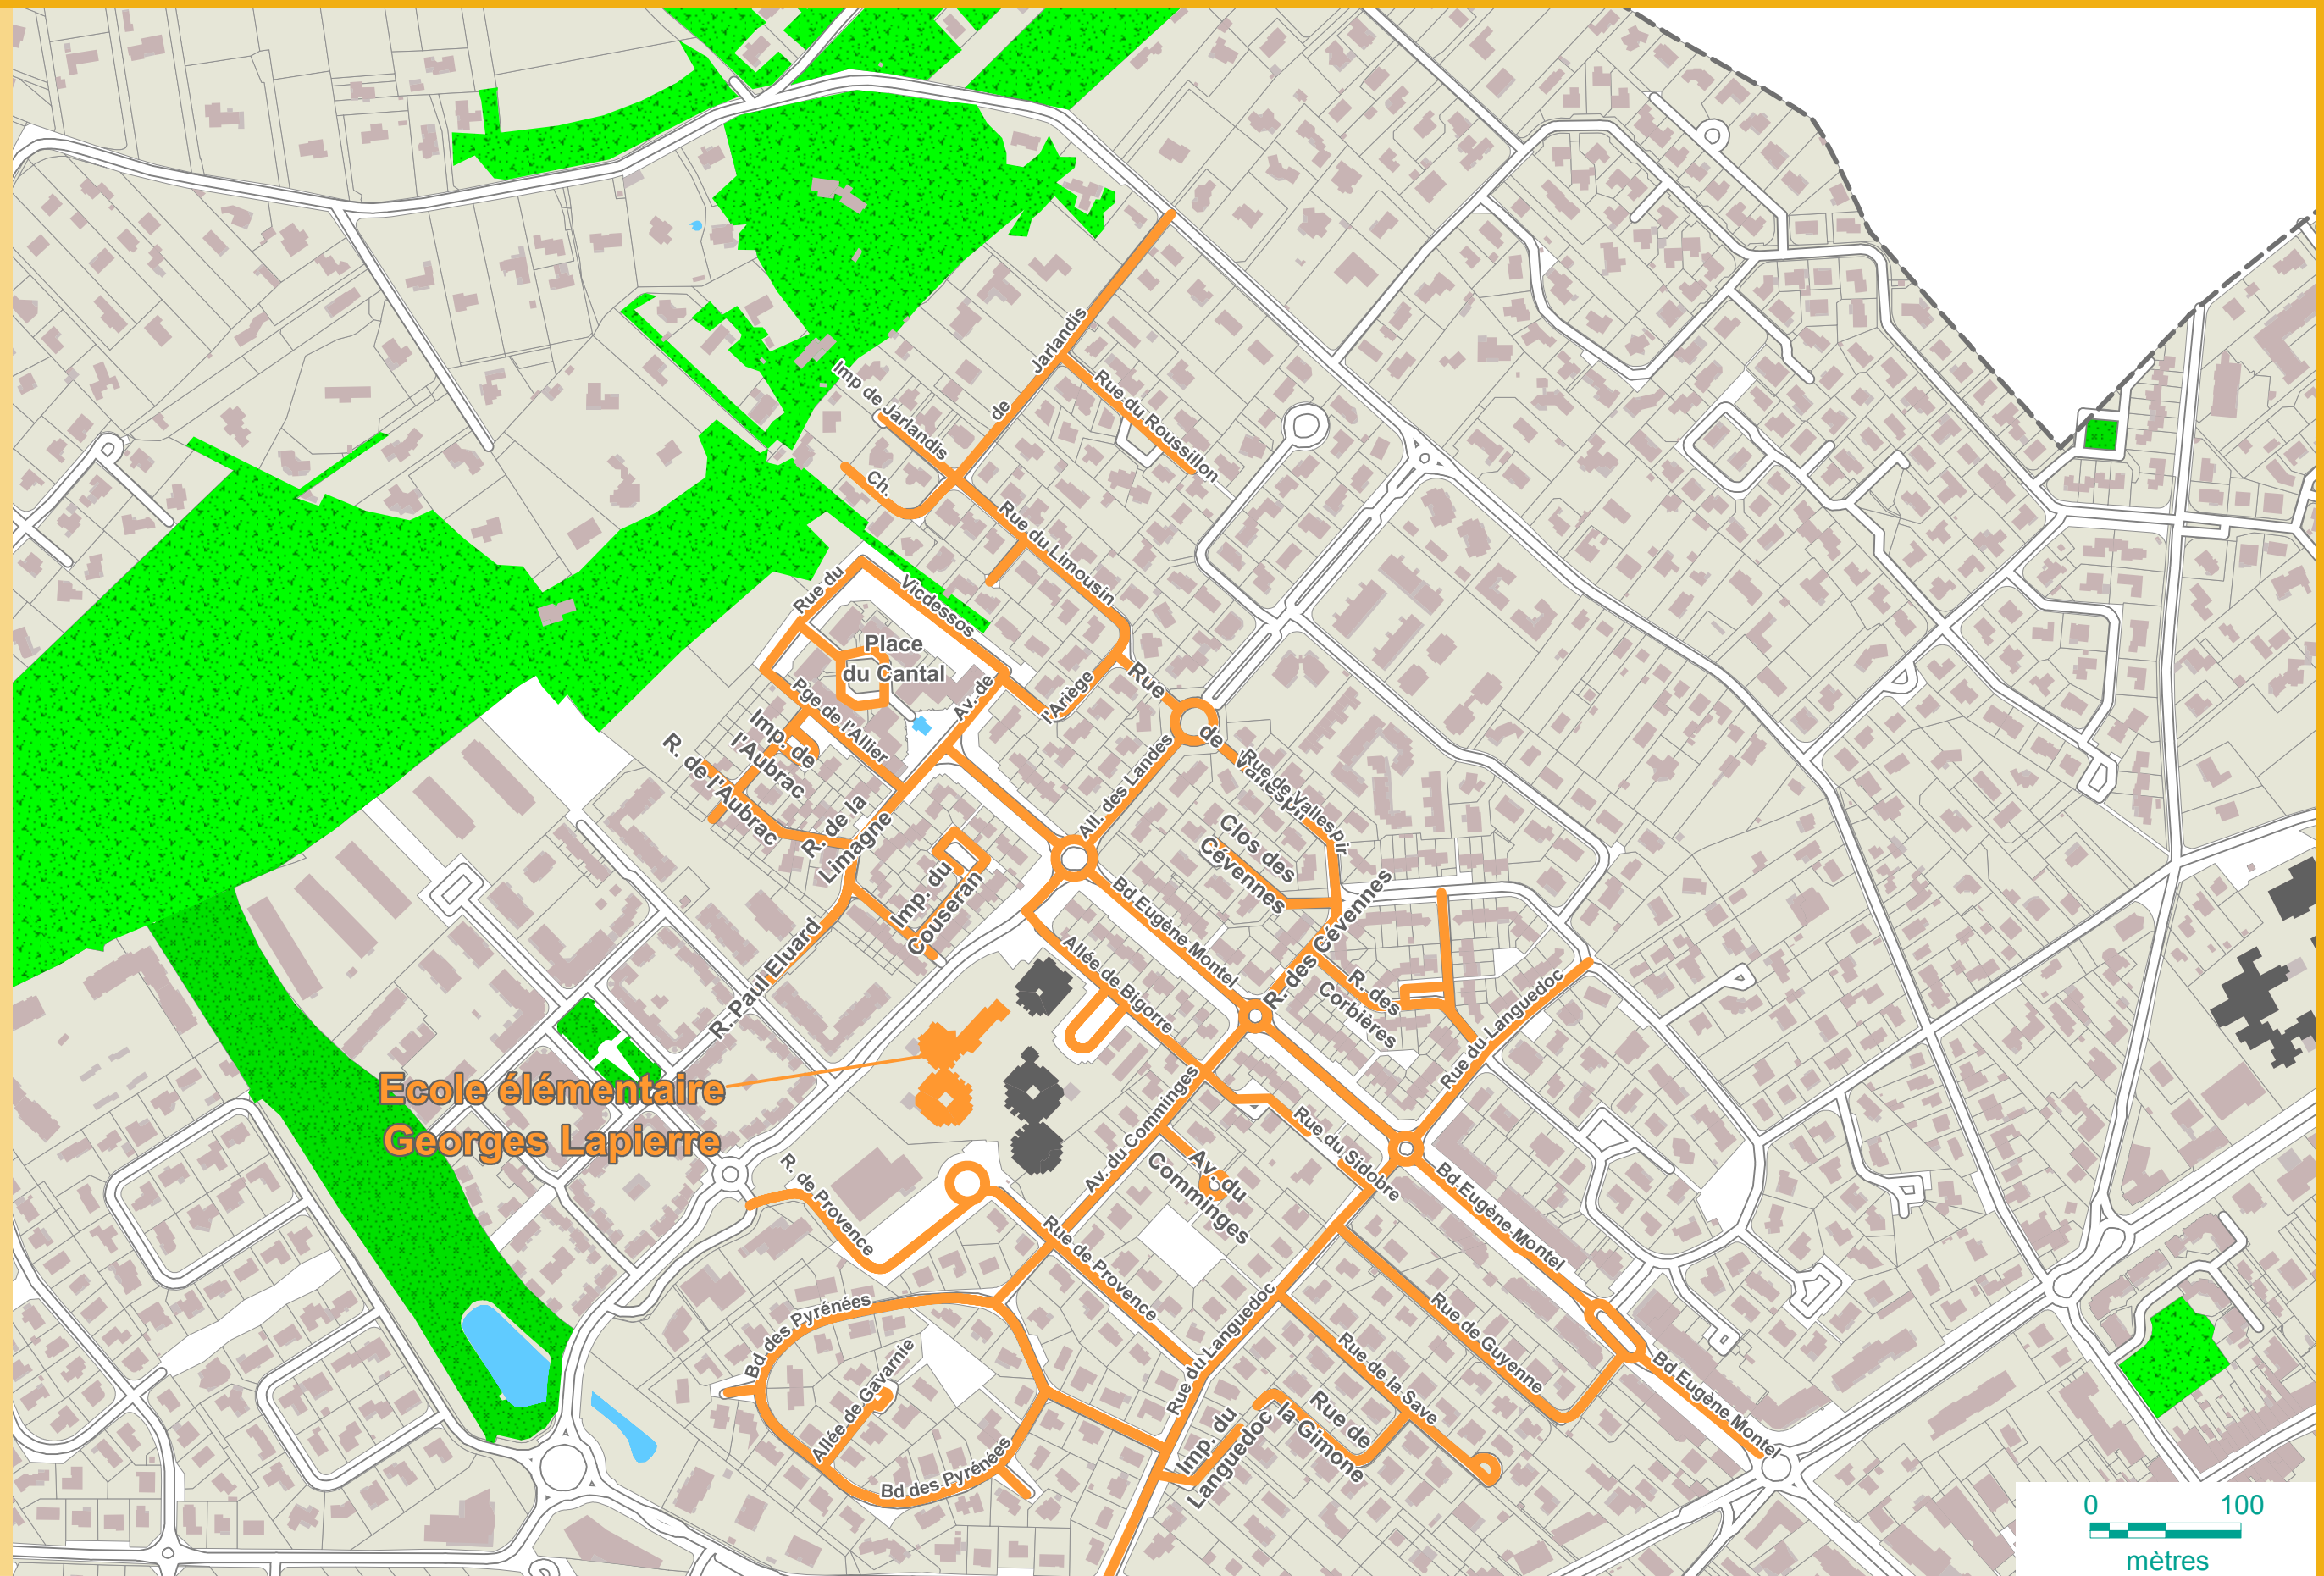 Jarlandis
de
Imp de Jarlandis
Rue du Roussillon
Ch.
Rue du Limousin
Rue du
Vicdessos
Place
du Cantal
Av. de
l'Ariège
Rue
de
Vallespir
Rue de Vallespir
Pge de l'Allier
Imp. de
l'Aubrac
R. de l'Aubrac
R. de la
Limagne
All. des Landes
Clos des
Cévennes
Imp. du
Couseran
Bd Eugène Montel
R. des Cévennes
R. Paul Eluard
Allée de Bigorre
R. des
Corbières
Rue du Languedoc
Ecole élémentaire
Georges Lapierre
Av. du Comminges
Rue du Sidobre
Av. du
Comminges
R. de Provence
Bd Eugène Montel
Rue de Provence
Bd des Pyrénées
Rue du Languedoc
Rue de Guyenne
Allée de Gavarnie
Rue de la Save
Bd Eugène Montel
Rue de
la Gimone
Imp. du
Languedoc
Bd des Pyrénées
0 100
mètres